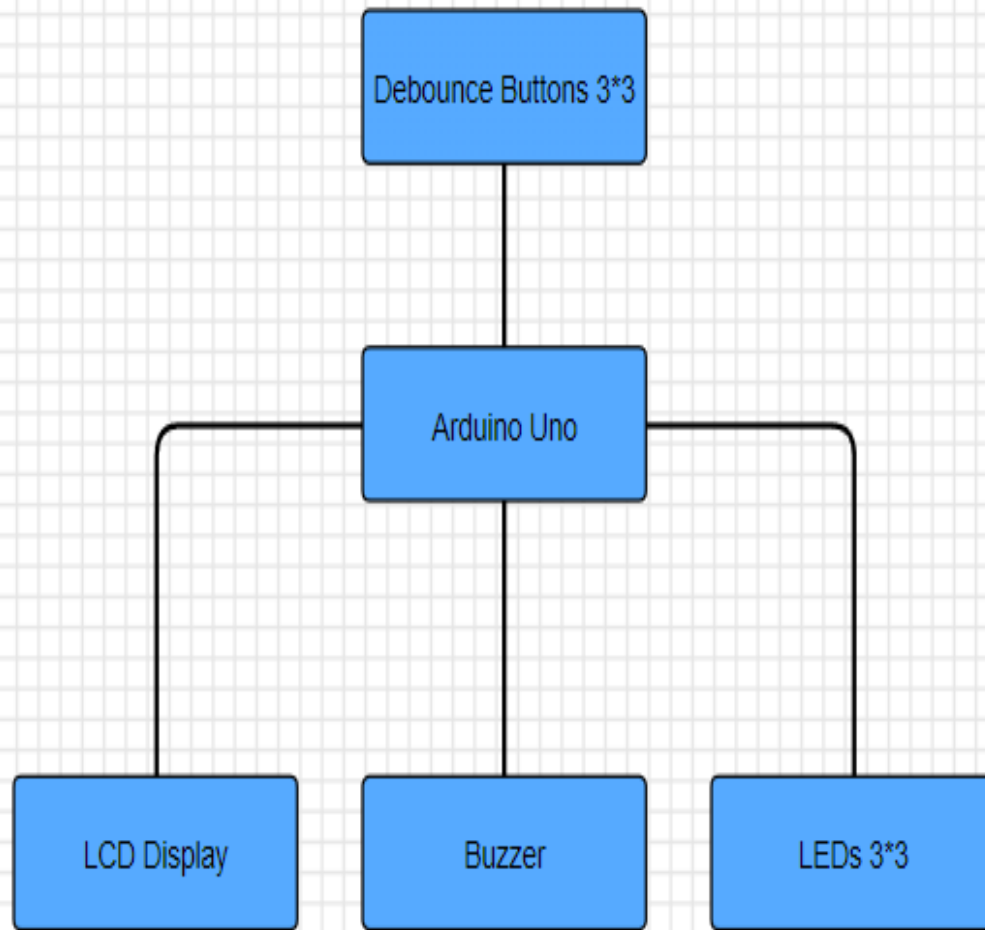 Debounce Buttons 3*3
Arduino Uno
LCD Display
Buzzer
LEDs 3*3